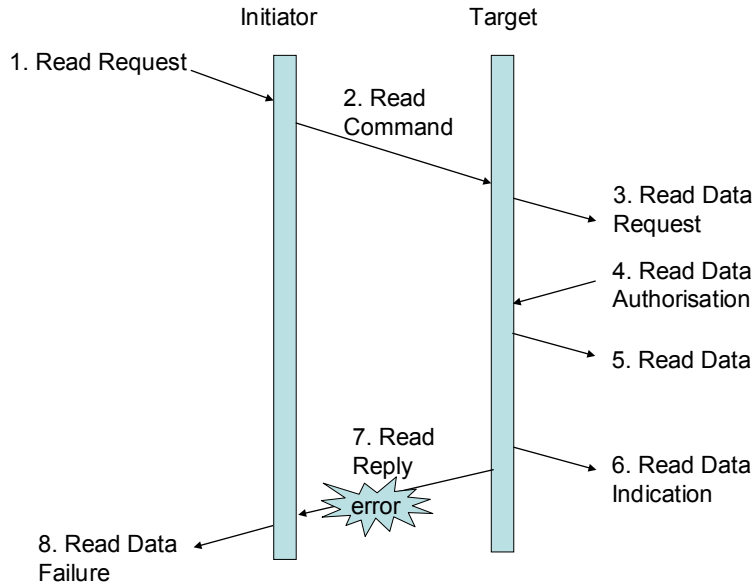 Initiator
Target
1. Read Request
2. Read
Command
3. Read Data
Request
4. Read Data
Authorisation
5. Read Data
6. Read Data
Indication
7. Read
Reply
error
8. Read Data
Failure